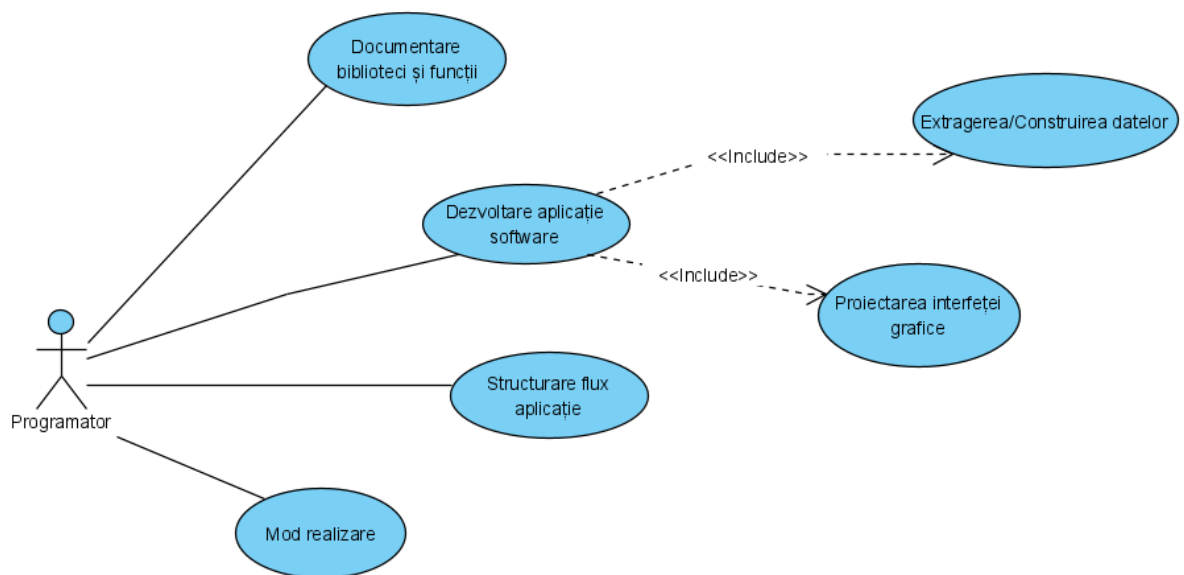 Documentare
biblioteci și funcții
Extragerea/Construirea datelor
<<Include>>
Dezvoltare aplicație
software
<<Include>>
Proiectarea interfeței
grafice
Structurare flux
aplicație
Programator
Mod realizare